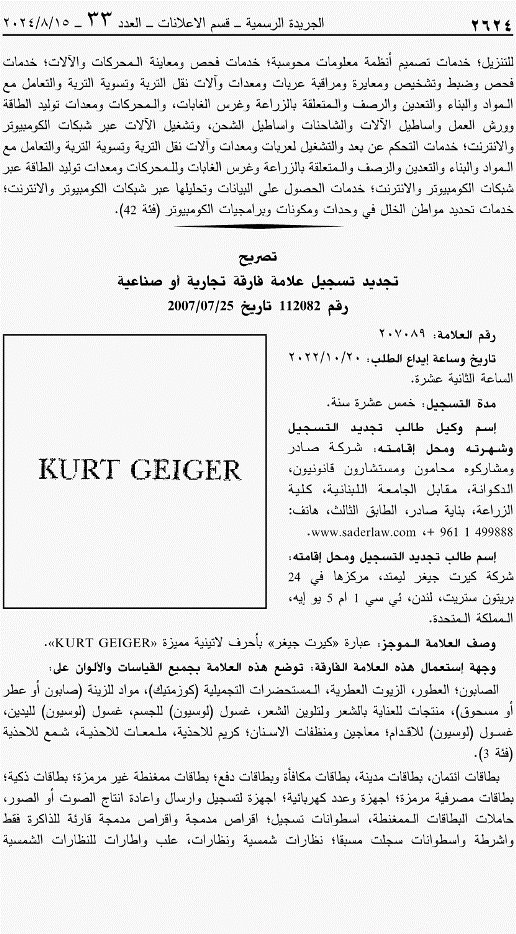 ٢٦٢٤
الجريدة الرسمية ـ قسم الاعلانات ـ العدد ٣٣ ـ ٢٠٢٤/٨/١٥
للتنزيل؛ خدمات تصميم أنظمة معلومات محوسبة؛ خدمات فحص ومعاينة المحركات والآلات؛ خدمات
فحص وضبط وتشخيص ومعايرة ومراقبة عربات ومعدات وآلات نقل التربة وتسوية التربة والتعامل مع
المواد والبناء والتعدين والرصف والمتعلقة بالزراعة وغرس الغابات، والمحركات ومعدات توليد الطاقة
وورش العمل واساطيل الآلات والشاحنات واساطيل الشحن، وتشغيل الآلات عبر شبكات الكومبيوتر
والانترنت؛ خدمات التحكم عن بعد والتشغيل لعربات ومعدات وآلات نقل التربة وتسوية التربة والتعامل مع
المواد والبناء والتعدين والرصف والمتعلقة بالزراعة وغرس الغابات وللمحركات ومعدات توليد الطاقة عبر
شبكات الكومبيوتر والانترنت؛ خدمات الحصول على البيانات وتحليلها عبر شبكات الكومبيوتر والانترنت؛
خدمات تحديد مواطن الخلل في وحدات ومكونات وبرامجيات الكومبيوتر (فئة 42).
تصريح
تجديد تسجيل علامة فارقة تجارية أو صناعية
رقم 112082 تاريخ 2007/07/25
رقم العلامة: ٢٠٧٠٨٩
تاريخ وساعة إيداع الطلب: ٢٠٢٢/١٠/٢٠
الساعة الثانية عشرة.
مدة التسجيل: خمس عشرة سنة.
إسم وكيل طالب تجديد التسجيل
وشهرته ومحل إقامته: شركة صادر
ومشاركوه محامون ومستشارون قانونيون،
الدكوانة، مقابل الجامعة اللبنانية، كلية
الزراعة، بناية صادر، الطابق الثالث، هاتف:
499888 1 961 +، www.saderlaw.com.
إسم طالب تجديد التسجيل ومحل إقامته:
شركة كيرت جيغر ليمتد، مركزها في 24
بريتون ستريت، لندن، ئي سي 1 ام 5 يو إيه،
المملكة المتحدة.
KURT GEIGER
وصف العلامة الموجز: عبارة «كيرت جيغر» بأحرف لاتينية مميزة «KURT GEIGER».
وجهة إستعمال هذه العلامة الفارقة: توضع هذه العلامة بجميع القياسات والألوان على:
الصابون؛ العطور، الزيوت العطرية، المستحضرات التجميلية (كوزمتيك)، مواد للزينة (صابون أو عطر
أو مسحوق)، منتجات للعناية بالشعر ولتلوين الشعر، غسول (لوسيون) للجسم، غسول (لوسيون) لليدين،
غسول (لوسيون) للاقدام؛ معاجين ومنظفات الاسنان؛ كريم للاحذية، ملمعات للاحذية، شمع للاحذية
(فئة 3).
بطاقات ائتمان، بطاقات مدينة، بطاقات مكافأة وبطاقات دفع؛ بطاقات ممغنطة غير مرمزة؛ بطاقات ذكية؛
بطاقات مصرفية مرمزة؛ اجهزة وعدد كهربائية؛ اجهزة لتسجيل وارسال واعادة انتاج الصوت أو الصور،
حاملات البطاقات الممغنطة، اسطوانات تسجيل؛ اقراص مدمجة واقراص مدمجة قارئة للذاكرة فقط
واشرطة واسطوانات سجلت مسبقا؛ نظارات شمسية ونظارات، علب واطارات للنظارات الشمسية